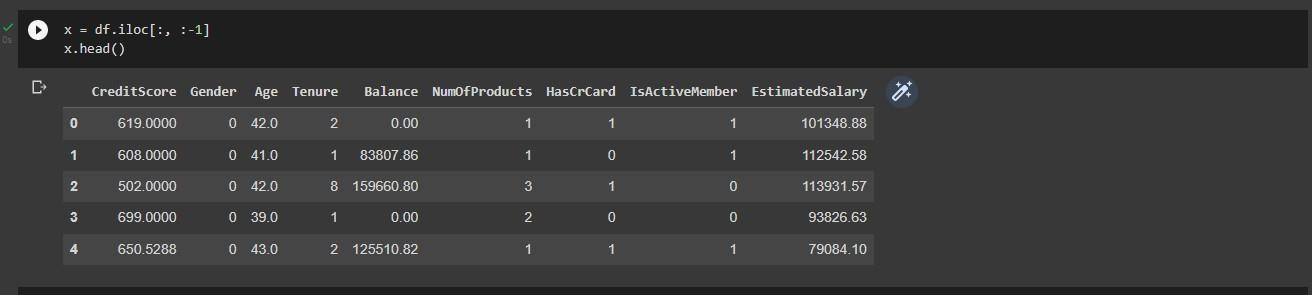 x = df.iloc[:, :-1]
x.head()
0s
CreditScore Gender Age Tenure Balance NumOfProducts HasCrCard IsActiveMember EstimatedSalary
0 619.0000 0 42.0 2 0.00 1 1 1 101348.88
1 608.0000 0 41.0 1 83807.86 1 0 1 112542.58
2 502.0000 0 42.0 8 159660.80 3 1 0 113931.57
3 699.0000 0 39.0 1 0.00 2 0 0 93826.63
4 650.5288 0 43.0 2 125510.82 1 1 1 79084.10